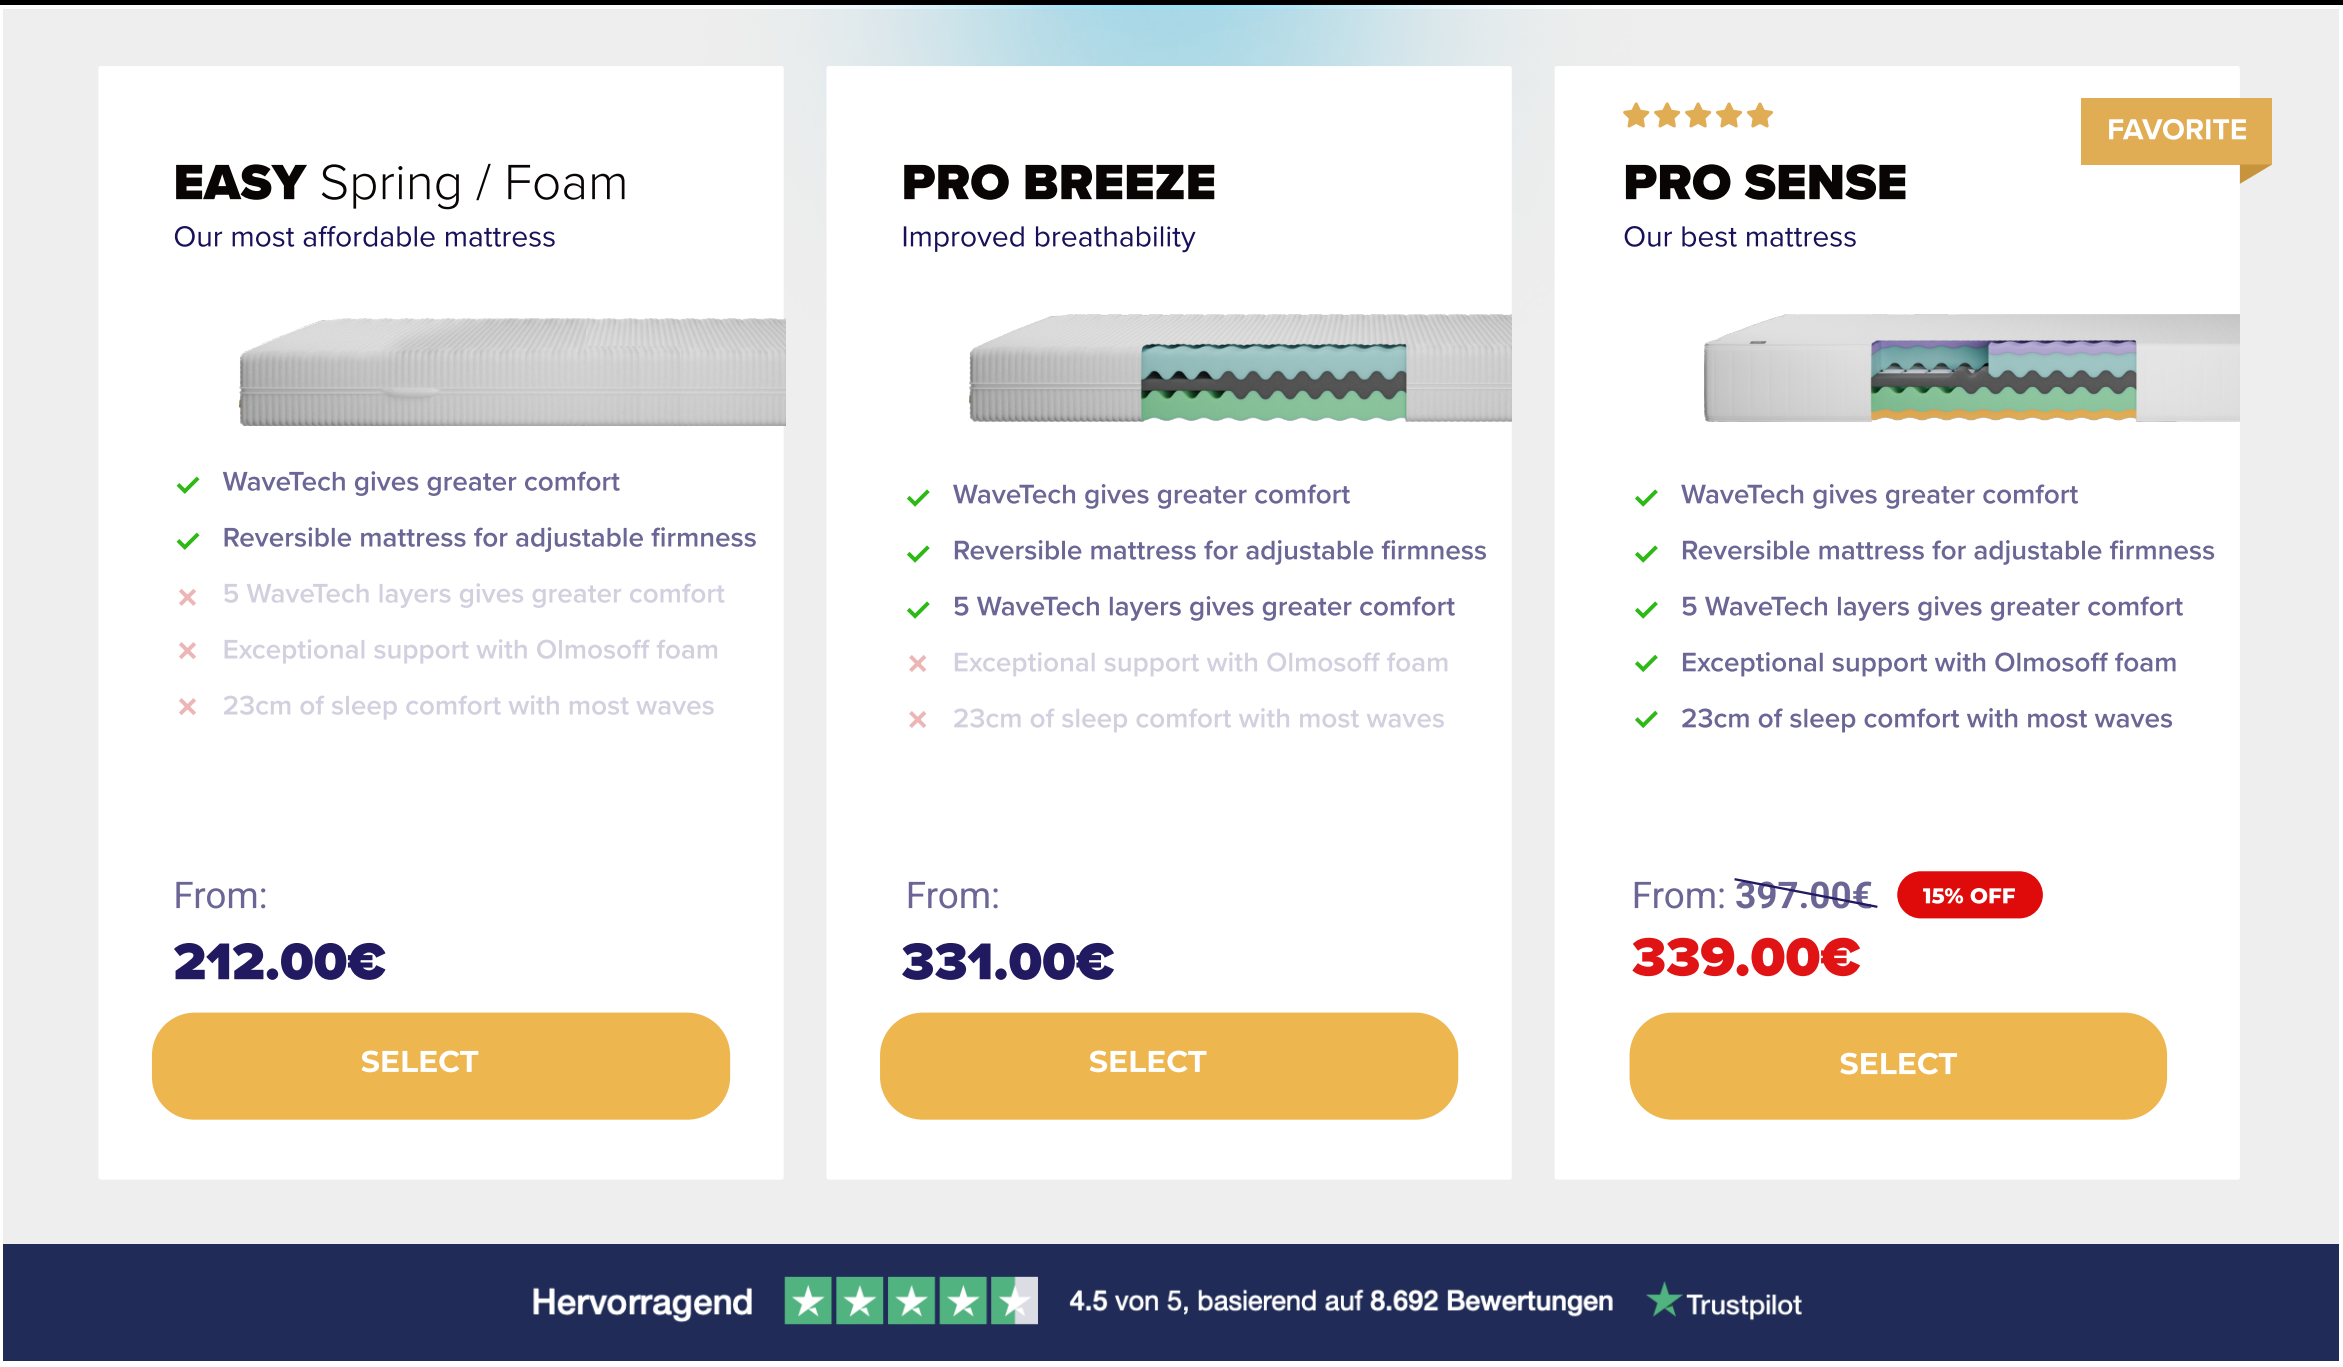 EASY Spring / Foam
Our most affordable mattress
WaveTech gives greater comfort
Reversible mattress for adjustable firmness
5 WaveTech layers gives greater comfort
Exceptional support with Olmosoff foam
23cm of sleep comfort with most waves
From:
212.00€
SELECT
PRO BREEZE
Improved breathability
WaveTech gives greater comfort
Reversible mattress for adjustable firmness
5 WaveTech layers gives greater comfort
Exceptional support with Olmosoff foam
23cm of sleep comfort with most waves
From:
331.00€
SELECT
FAVORITE
PRO SENSE
Our best mattress
WaveTech gives greater comfort
Reversible mattress for adjustable firmness
5 WaveTech layers gives greater comfort
Exceptional support with Olmosoff foam
23cm of sleep comfort with most waves
From: 397.00€ 15% OFF
339.00€
SELECT
Hervorragend 4.5 von 5, basierend auf 8.692 Bewertungen Trustpilot